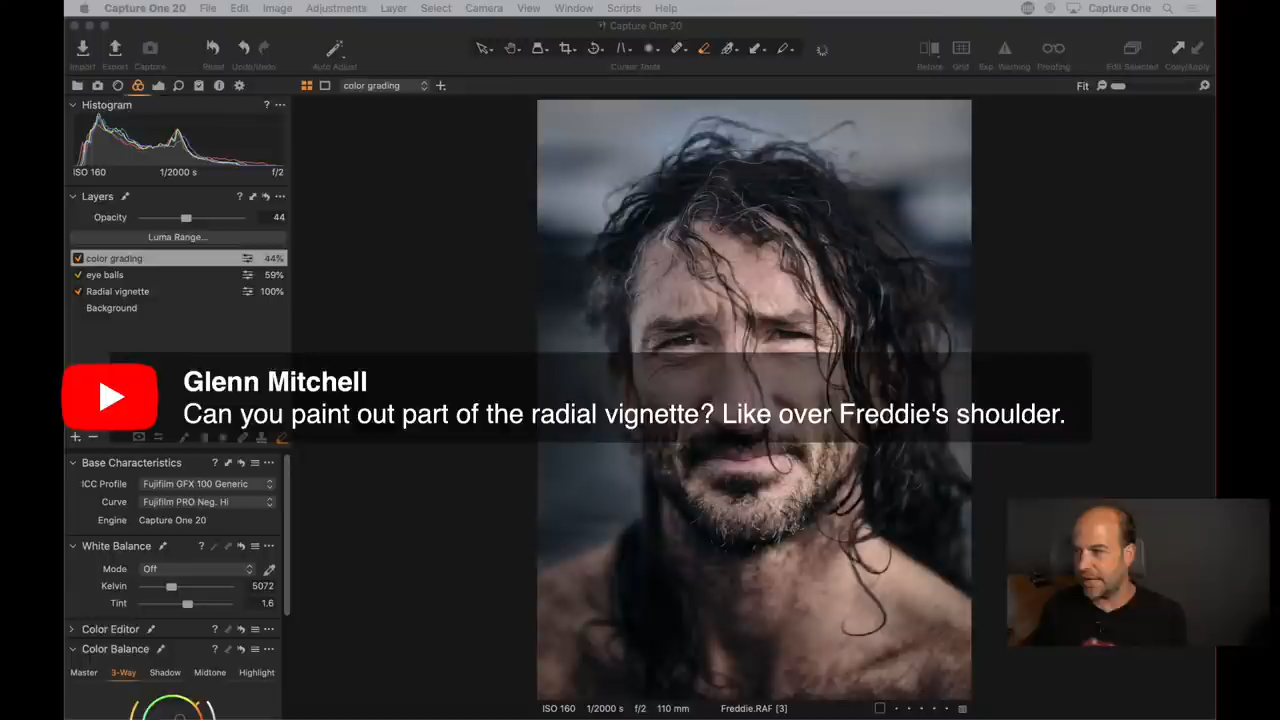 Capture One 20 File Edit Image Adjustments Layer Select Camera View Window Scripts Help Capture One
Capture One 20
Import Export Capture Reset Undo/Redo Auto Adjust Cursor Tools Before Grid Exp. Warning Proofing Edit Selected Copy/Apply
color grading Fit
Histogram
ISO 160 1/2000 s f/2
Layers
Opacity 44
Luma Range...
color grading 44%
eye balls 59%
Radial vignette 100%
Background
Glenn Mitchell
Can you paint out part of the radial vignette? Like over Freddie's shoulder.
Base Characteristics
ICC Profile Fujifilm GFX 100 Generic
Curve Fujifilm PRO Neg. Hi
Engine Capture One 20
White Balance
Mode Off
Kelvin 5072
Tint 1.6
Color Editor
Color Balance
Master 3-Way Shadow Midtone Highlight
ISO 160 1/2000 s f/2 110 mm Freddie.RAF [3]